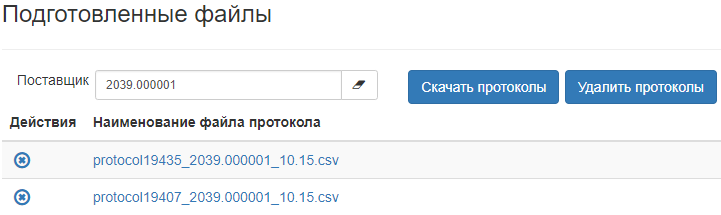 Подготовленные файлы
Поставщик 2039.000001 Скачать протоколы Удалить протоколы
Действия Наименование файла протокола
protocol19435_2039.000001_10.15.csv
protocol19407_2039.000001_10.15.csv